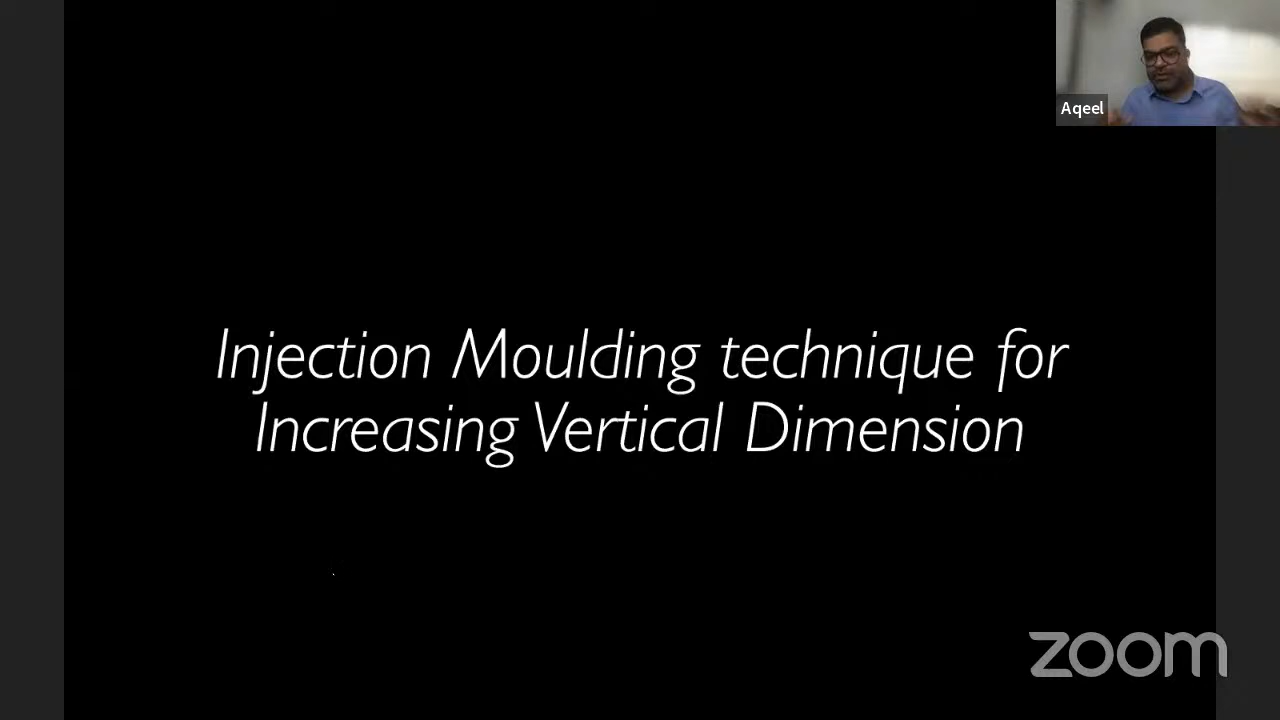 Aqeel
Injection Moulding technique for
Increasing Vertical Dimension
zoom